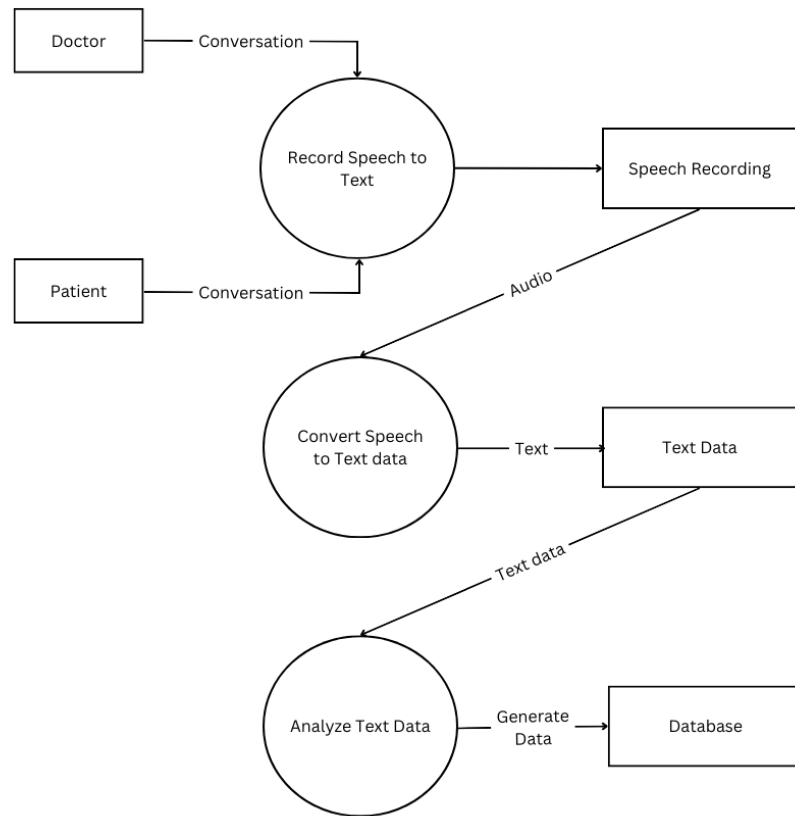 Doctor
Conversation
Record Speech to
Text
Speech Recording
Patient
Conversation
Audio
Convert Speech
to Text data
Text
Text Data
Text data
Analyze Text Data
Generate
Data
Database